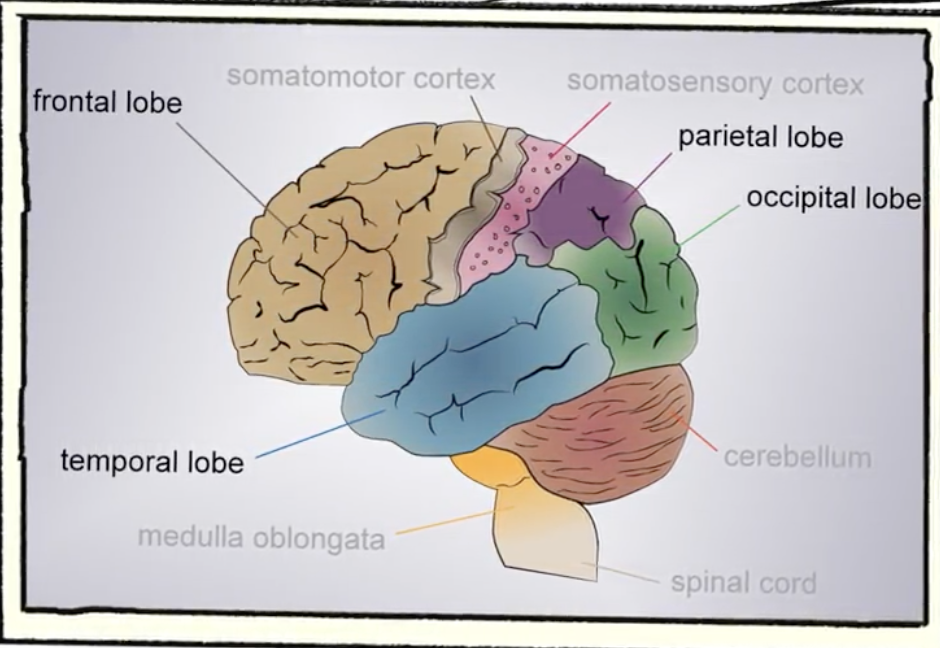 somatomotor cortex
somatosensory cortex
frontal lobe
parietal lobe
occipital lobe
temporal lobe
cerebellum
medulla oblongata
spinal cord